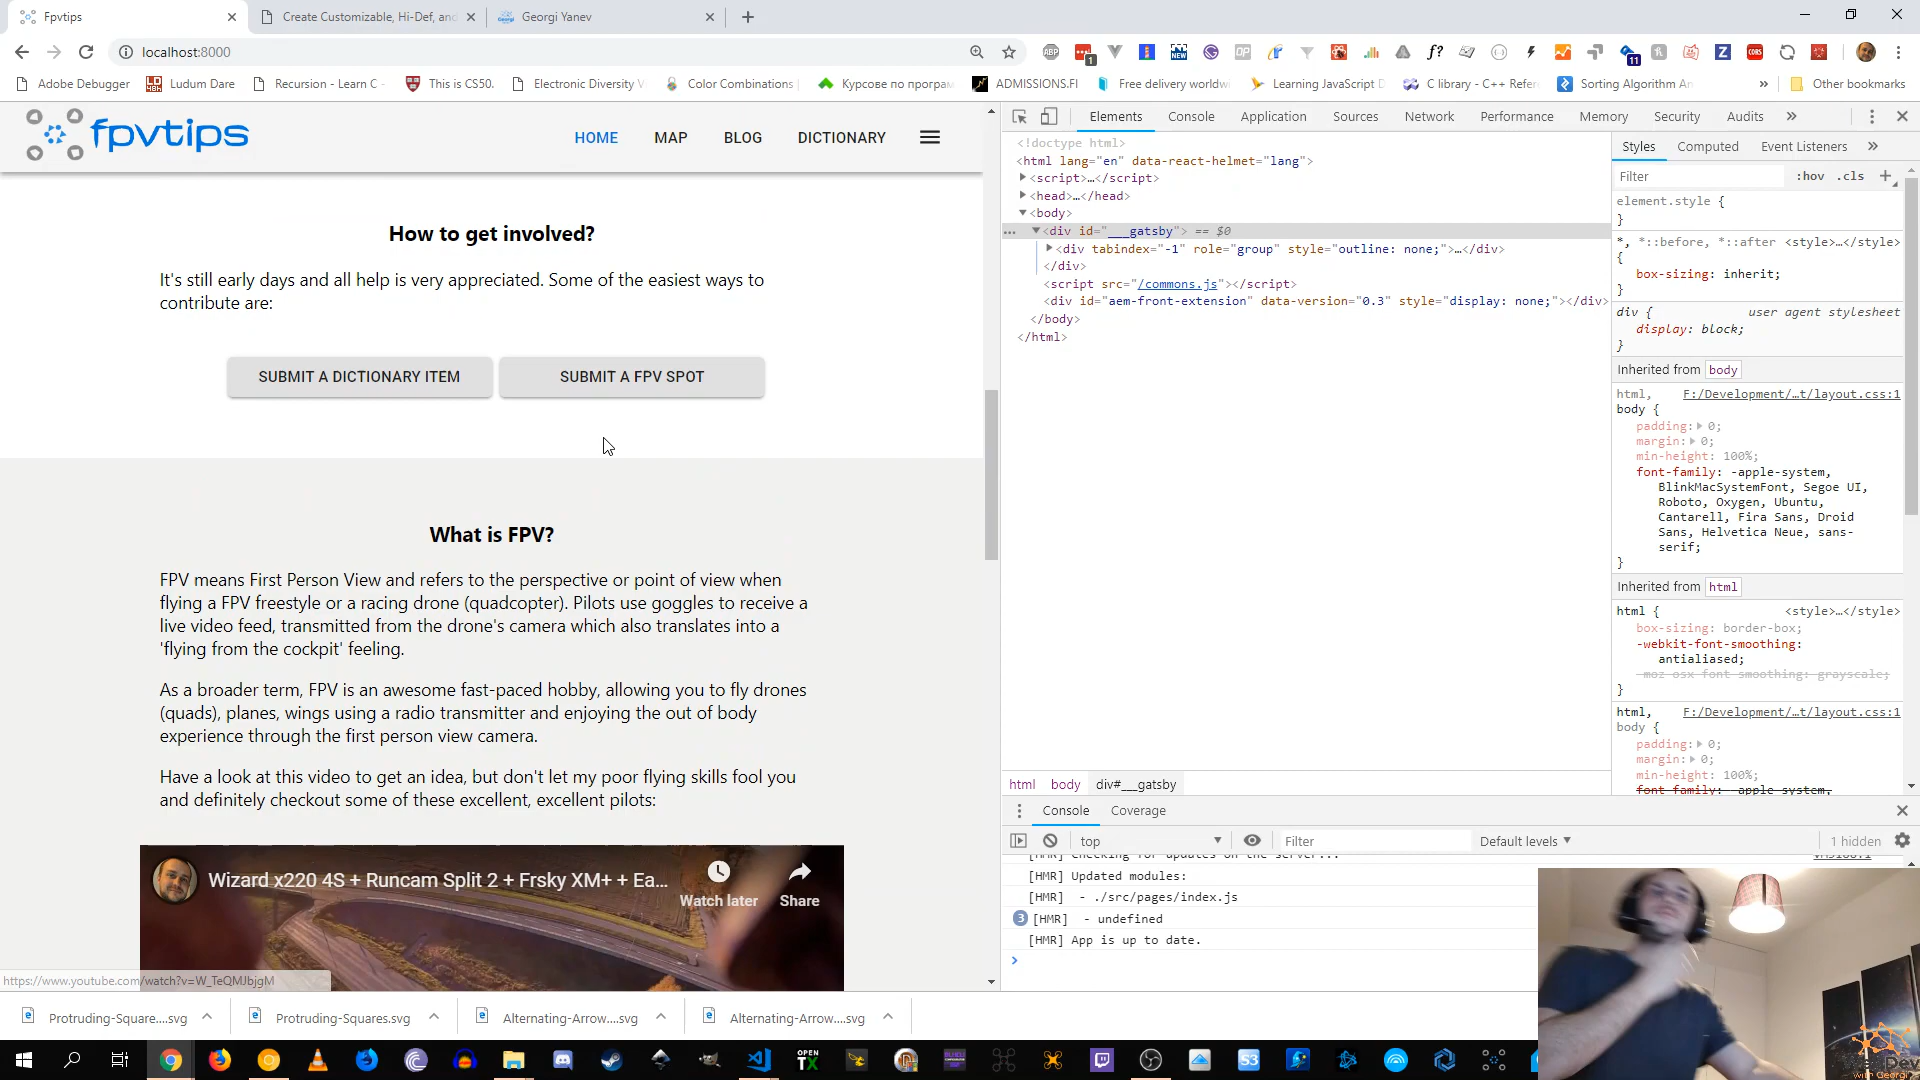 Fpvtips
Create Customizable, Hi-Def, and
Georgi Yanev
localhost:8000
Adobe Debugger
Ludum Dare
Recursion - Learn C
This is CS50.
Electronic Diversity
Color Combinations
Курсове по програм
ADMISSIONS.FI
Free delivery worldw
Learning JavaScript D
C library - C++ Refer
Sorting Algorithm An
»
Other bookmarks
fpvtips
HOME
MAP
BLOG
DICTIONARY
How to get involved?
It's still early days and all help is very appreciated. Some of the easiest ways to
contribute are:
SUBMIT A DICTIONARY ITEM
SUBMIT A FPV SPOT
What is FPV?
FPV means First Person View and refers to the perspective or point of view when
flying a FPV freestyle or a racing drone (quadcopter). Pilots use goggles to receive a
live video feed, transmitted from the drone's camera which also translates into a
'flying from the cockpit' feeling.
As a broader term, FPV is an awesome fast-paced hobby, allowing you to fly drones
(quads), planes, wings using a radio transmitter and enjoying the out of body
experience through the first person view camera.
Have a look at this video to get an idea, but don't let my poor flying skills fool you
and definitely checkout some of these excellent, excellent pilots:
Wizard x220 4S + Runcam Split 2 + Frsky XM+ + Ea...
Watch later
Share
https://www.youtube.com/watch?v=W_TeQMJbjgM
Elements
Console
Application
Sources
Network
Performance
Memory
Security
Audits
»
<!doctype html>
<html lang="en" data-react-helmet="lang">
<script>…</script>
<head>…</head>
<body>
<div id="___gatsby"> == $0
<div tabindex="-1" role="group" style="outline: none;">…</div>
</div>
<script src="/commons.js"></script>
<div id="aem-front-extension" data-version="0.3" style="display: none;"></div>
</body>
</html>
html
body
div#___gatsby
Styles
Computed
Event Listeners
»
Filter
:hov
.cls
+
element.style {
}
*, *::before, *::after <style>…</style>
{
box-sizing: inherit;
}
div { user agent stylesheet
display: block;
}
Inherited from body
html, F:/Development/…t/layout.css:1
body {
padding: 0;
margin: 0;
min-height: 100%;
font-family: -apple-system,
BlinkMacSystemFont, Segoe UI,
Roboto, Oxygen, Ubuntu,
Cantarell, Fira Sans, Droid
Sans, Helvetica Neue, sans-
serif;
}
Inherited from html
html { <style>…</style>
box-sizing: border-box;
-webkit-font-smoothing:
antialiased;
-moz-osx-font-smoothing: grayscale;
}
html, F:/Development/…t/layout.css:1
body {
padding: 0;
margin: 0;
min-height: 100%;
font-family: -apple-system,
Console
Coverage
top
Filter
Default levels
1 hidden
[HMR] Checking for updates on the server...
[HMR] Updated modules:
[HMR] - ./src/pages/index.js
3 [HMR] - undefined
[HMR] App is up to date.
Protruding-Square....svg
Protruding-Squares.svg
Alternating-Arrow....svg
Alternating-Arrow....svg